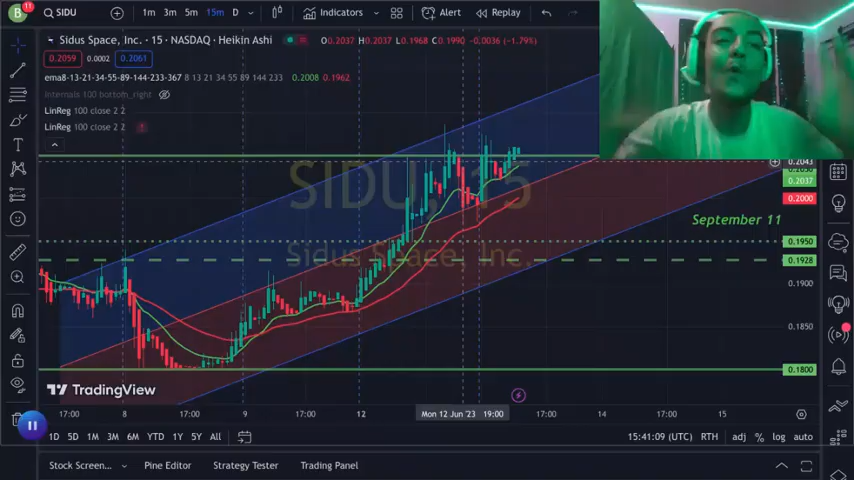 B
11
SIDU
1m 3m 5m 15m D
Indicators
Alert
Replay
Sidus Space, Inc. · 15 · NASDAQ · Heikin Ashi
O0.2037 H0.2037 L0.1968 C0.1990 -0.0036 (-1.79%)
0.2059 0.0002 0.2061
ema8-13-21-34-55-89-144-233-367 8 13 21 34 55 89 144 233 0.2008 0.1962
internals 100 bottom_right
LinReg 100 close 2 2
LinReg 100 close 2 2
SIDU, 15
Sidus Space, Inc.
September 11
0.2043
0.2037
0.2000
0.1950
0.1928
0.1900
0.1850
0.1800
TradingView
17:00 8 17:00 9 17:00 12 Mon 12 Jun '23 19:00 17:00 14 15
1D 5D 1M 3M 6M YTD 1Y 5Y All
15:41:09 (UTC) RTH adj % log auto
Stock Screen... Pine Editor Strategy Tester Trading Panel